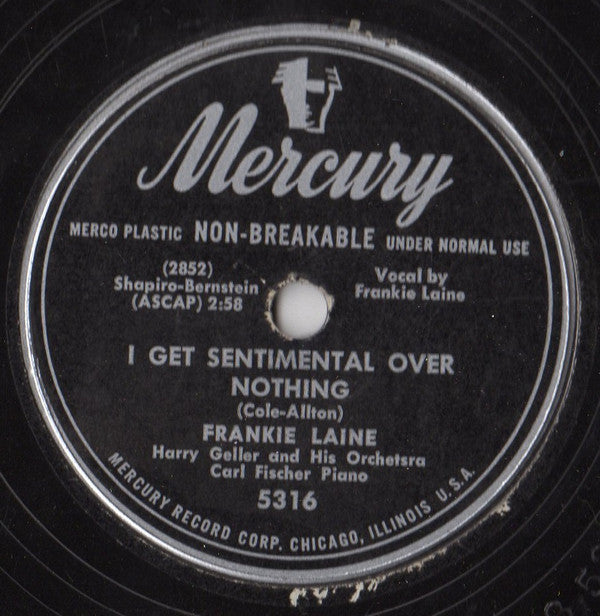 Mercury
MERCO PLASTIC NON-BREAKABLE UNDER NORMAL USE
(2852)
Shapiro-Bernstein
(ASCAP) 2:58
Vocal by
Frankie Laine
I GET SENTIMENTAL OVER
NOTHING
(Cole-Allton)
FRANKIE LAINE
Harry Geller and His Orchetsra
Carl Fischer Piano
5316
MERCURY RECORD CORP. CHICAGO, ILLINOIS U.S.A.